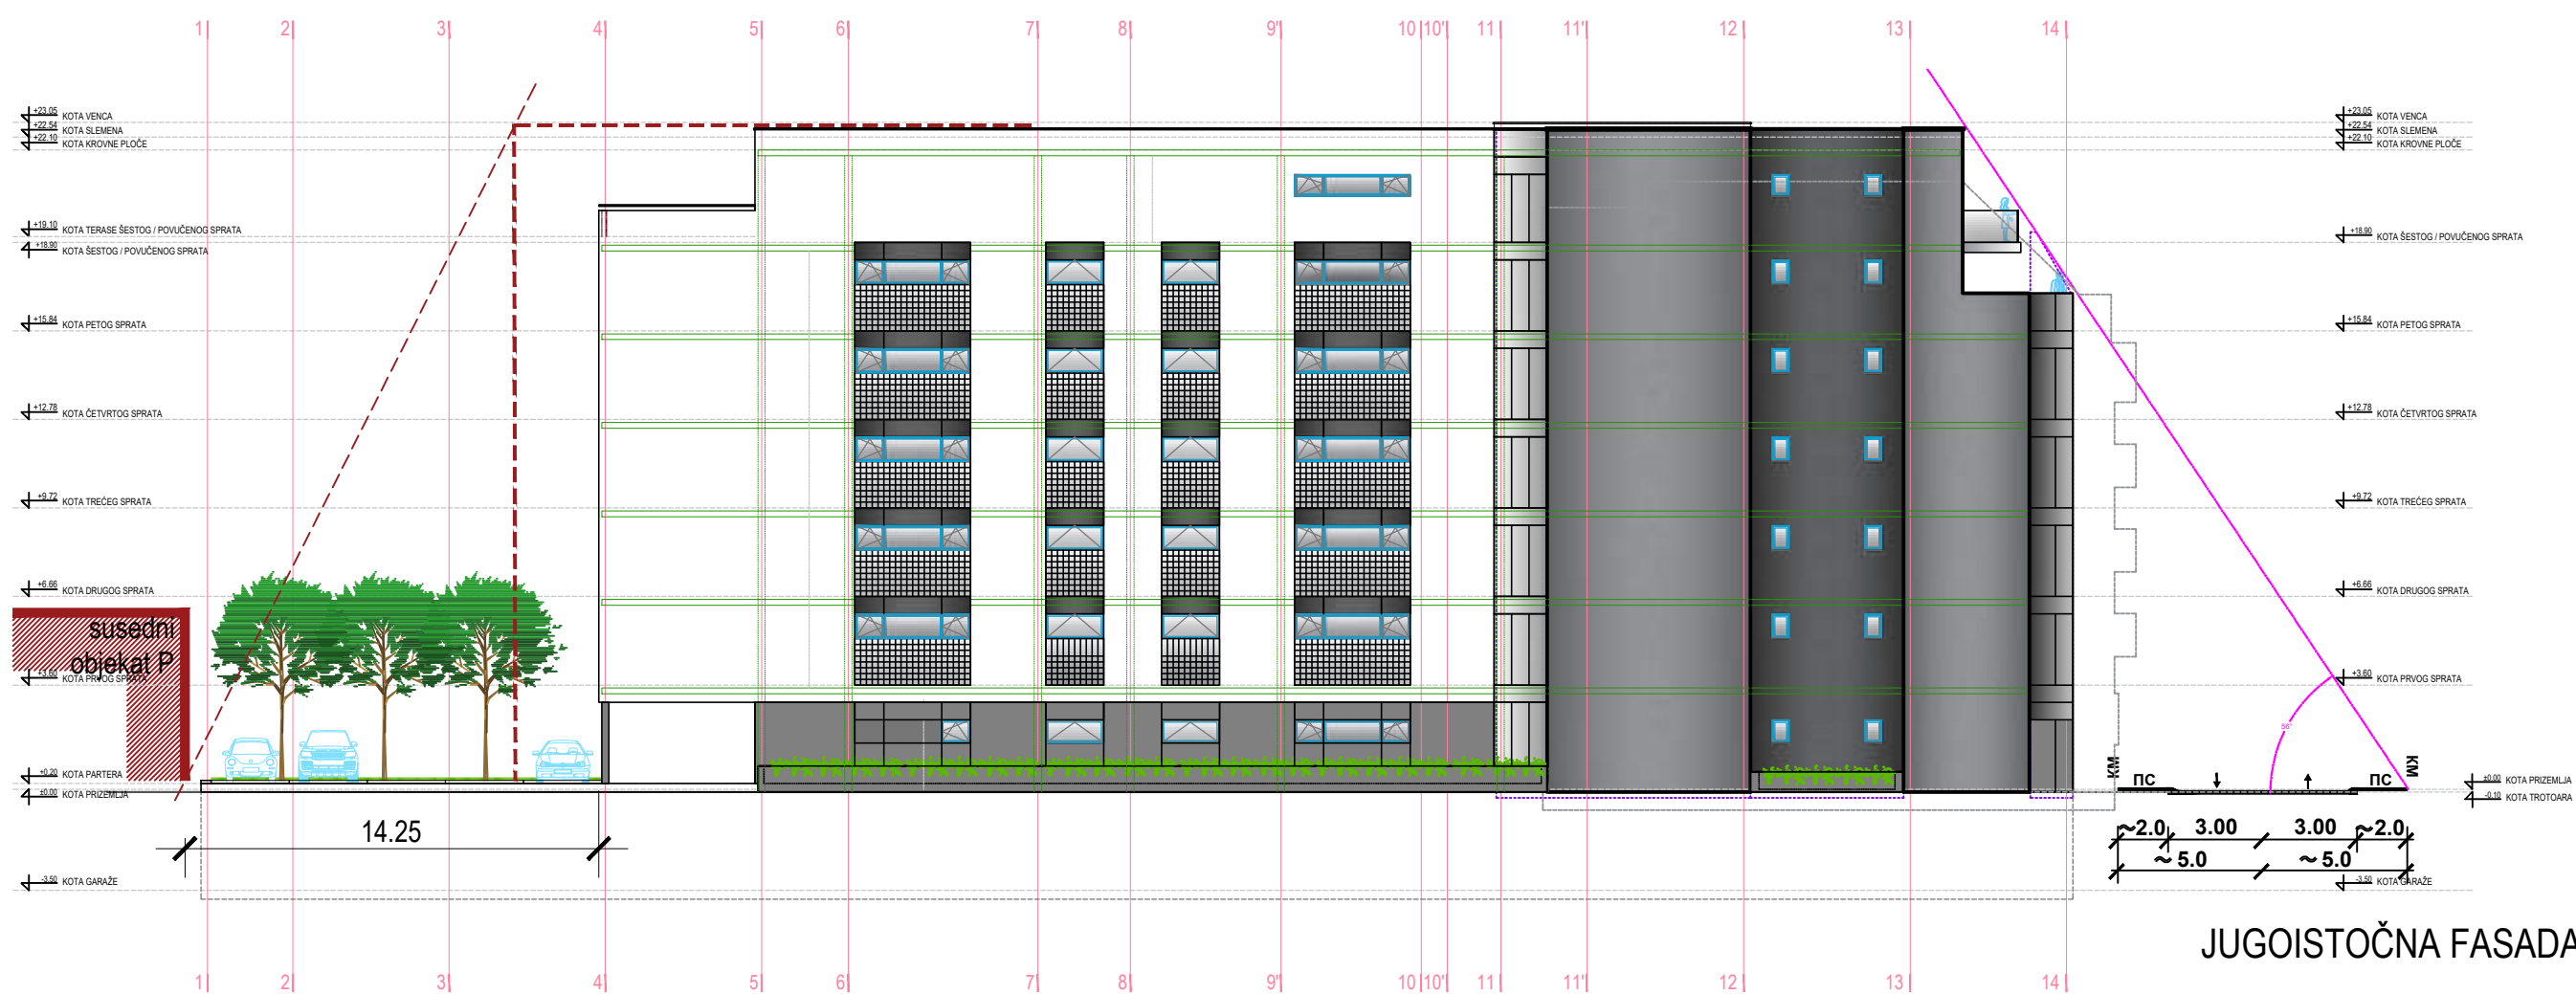 1 2 3 4 5 6 7 8 9' 10 10' 11 11' 12 13 14
+23.05 KOTA VENCA
+22.54 KOTA SLEMENA
+22.10 KOTA KROVNE PLOČE
+19.10 KOTA TERASE ŠESTOG / POVUČENOG SPRATA
+18.90 KOTA ŠESTOG / POVUČENOG SPRATA
+15.84 KOTA PETOG SPRATA
+12.78 KOTA ČETVRTOG SPRATA
+9.72 KOTA TREĆEG SPRATA
+6.66 KOTA DRUGOG SPRATA
susedni
objekat P
+3.60 KOTA PRVOG SPRATA
+0.20 KOTA PARTERA
±0.00 KOTA PRIZEMLJA
14.25
-3.50 KOTA GARAŽE
+23.05 KOTA VENCA
+22.54 KOTA SLEMENA
+22.10 KOTA KROVNE PLOČE
+18.90 KOTA ŠESTOG / POVUČENOG SPRATA
+15.84 KOTA PETOG SPRATA
+12.78 KOTA ČETVRTOG SPRATA
+9.72 KOTA TREĆEG SPRATA
+6.66 KOTA DRUGOG SPRATA
+3.60 KOTA PRVOG SPRATA
56°
КМ ПС ПС КМ
±0.00 KOTA PRIZEMLJA
-0.10 KOTA TROTOARA
~2.0 3.00 3.00 ~2.0
~5.0 ~5.0
-3.50 KOTA GARAŽE
JUGOISTOČNA FASADA
1 2 3 4 5 6 7 8 9' 10 10' 11 11' 12 13 14